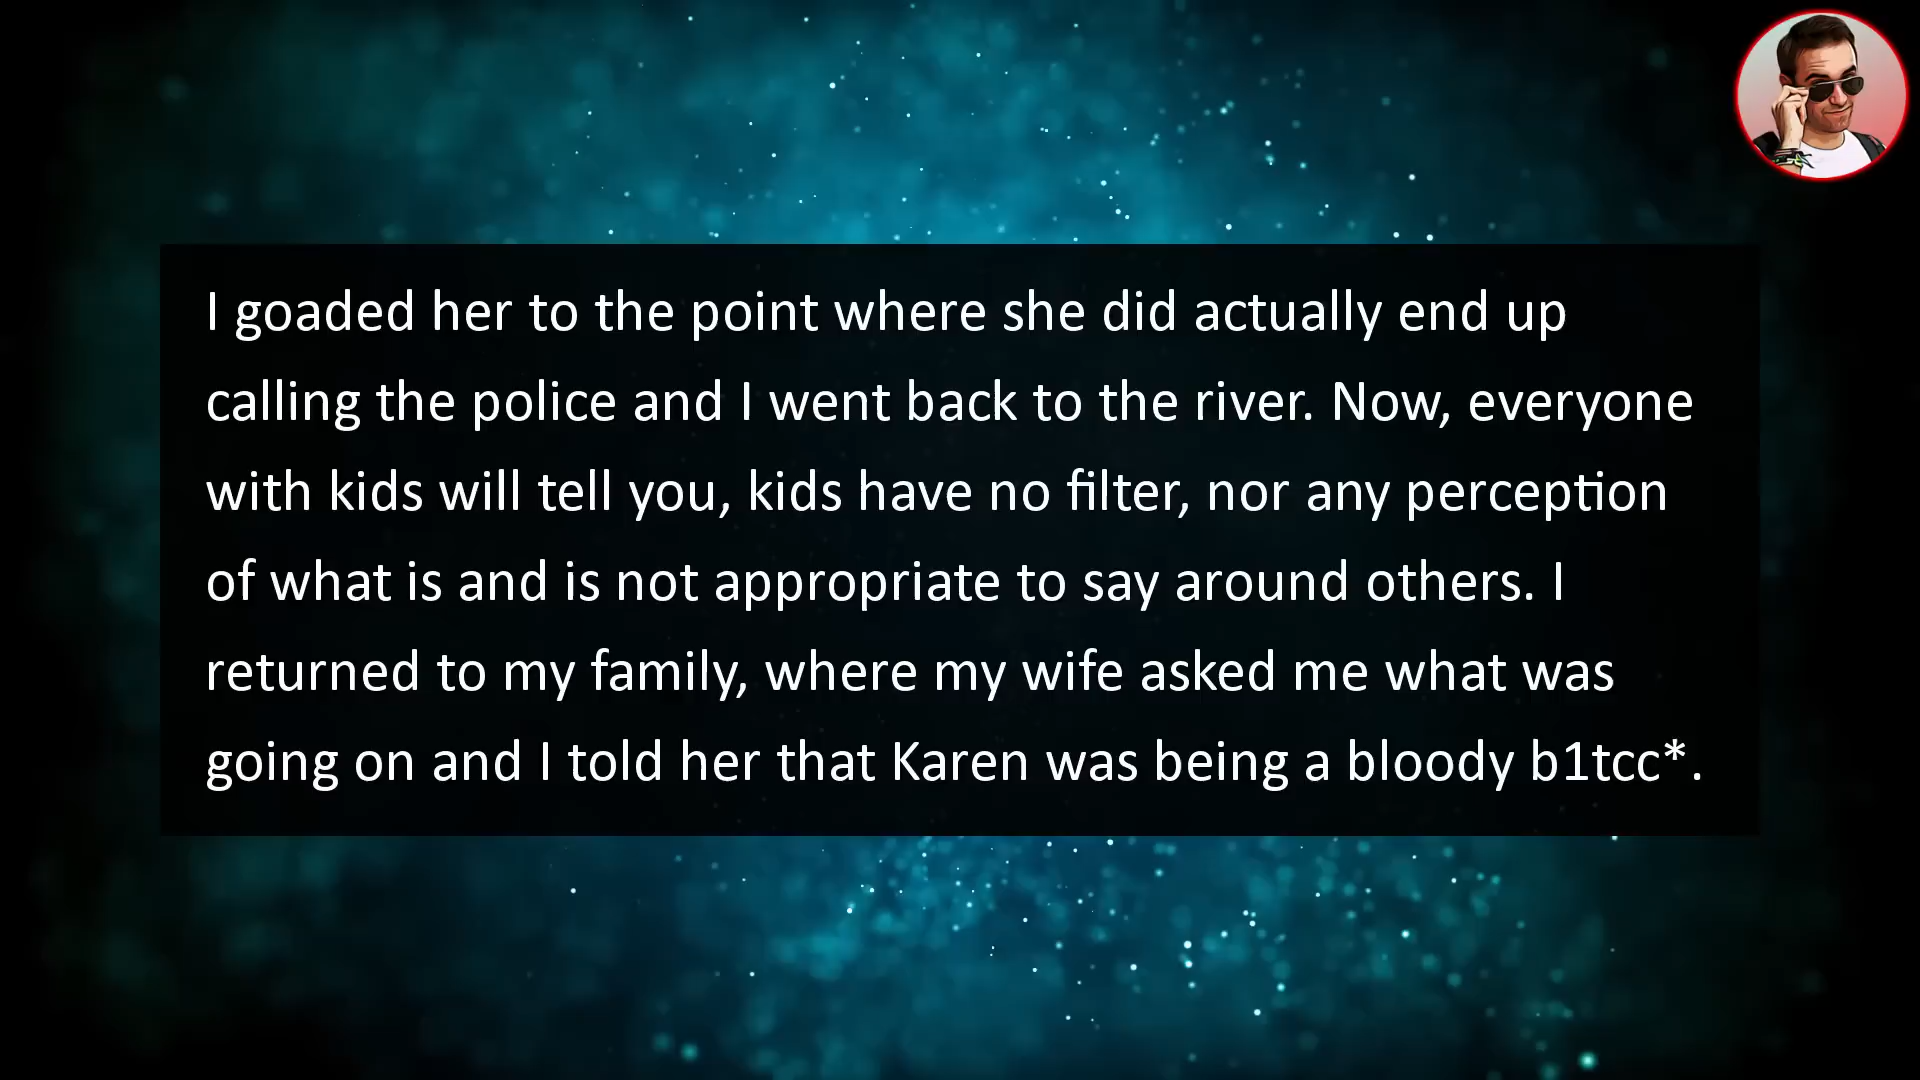 I goaded her to the point where she did actually end up
calling the police and I went back to the river. Now, everyone
with kids will tell you, kids have no filter, nor any perception
of what is and is not appropriate to say around others. I
returned to my family, where my wife asked me what was
going on and I told her that Karen was being a bloody b1tcc*.